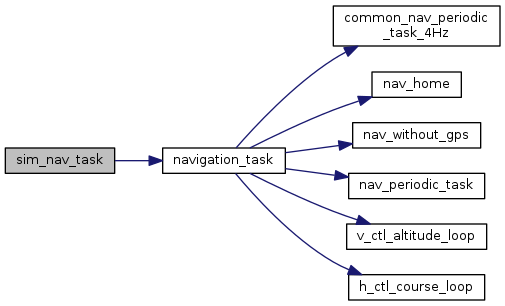 common_nav_periodic
_task_4Hz
nav_home
nav_without_gps
sim_nav_task
navigation_task
nav_periodic_task
v_ctl_altitude_loop
h_ctl_course_loop